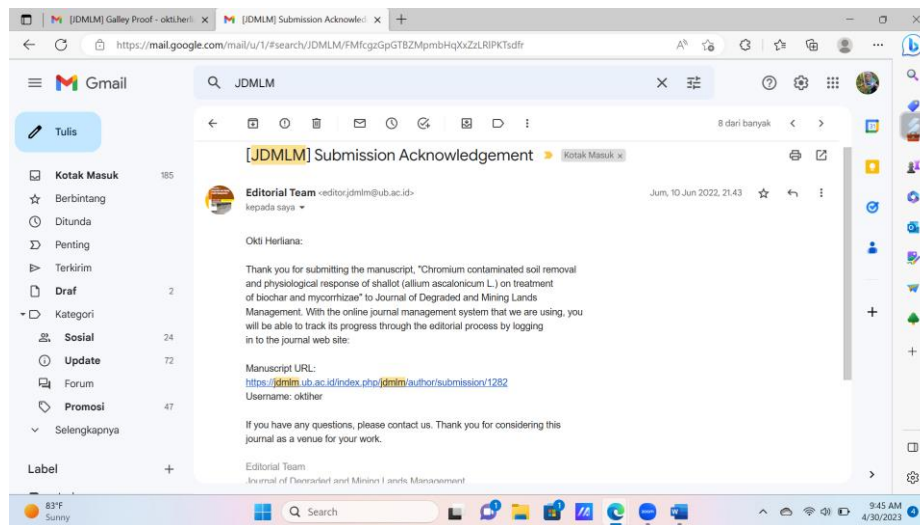 [JDMLM] Galley Proof - okti.herli
[JDMLM] Submission Acknowled
https://mail.google.com/mail/u/1/#search/JDMLM/FMfcgzGpGTBZMpmbHqXxZzLRlPKTsdfr
Gmail
JDMLM
Tulis
8 dari banyak
[JDMLM] Submission Acknowledgement
Kotak Masuk x
Kotak Masuk 185
Berbintang
Ditunda
Penting
Terkirim
Draf 2
Kategori
Sosial 24
Update 72
Forum
Promosi 47
Selengkapnya
Label +
Editorial Team <editor.jdmlm@ub.ac.id>
Jum, 10 Jun 2022, 21.43
kepada saya
Okti Herliana:
Thank you for submitting the manuscript, "Chromium contaminated soil removal
and physiological response of shallot (allium ascalonicum L.) on treatment
of biochar and mycorrhizae" to Journal of Degraded and Mining Lands
Management. With the online journal management system that we are using, you
will be able to track its progress through the editorial process by logging
in to the journal web site:
Manuscript URL:
https://jdmlm.ub.ac.id/index.php/jdmlm/author/submission/1282
Username: oktiher
If you have any questions, please contact us. Thank you for considering this
journal as a venue for your work.
Editorial Team
Journal of Degraded and Mining Lands Management
83°F
Sunny
Search
9:45 AM
4/30/2023